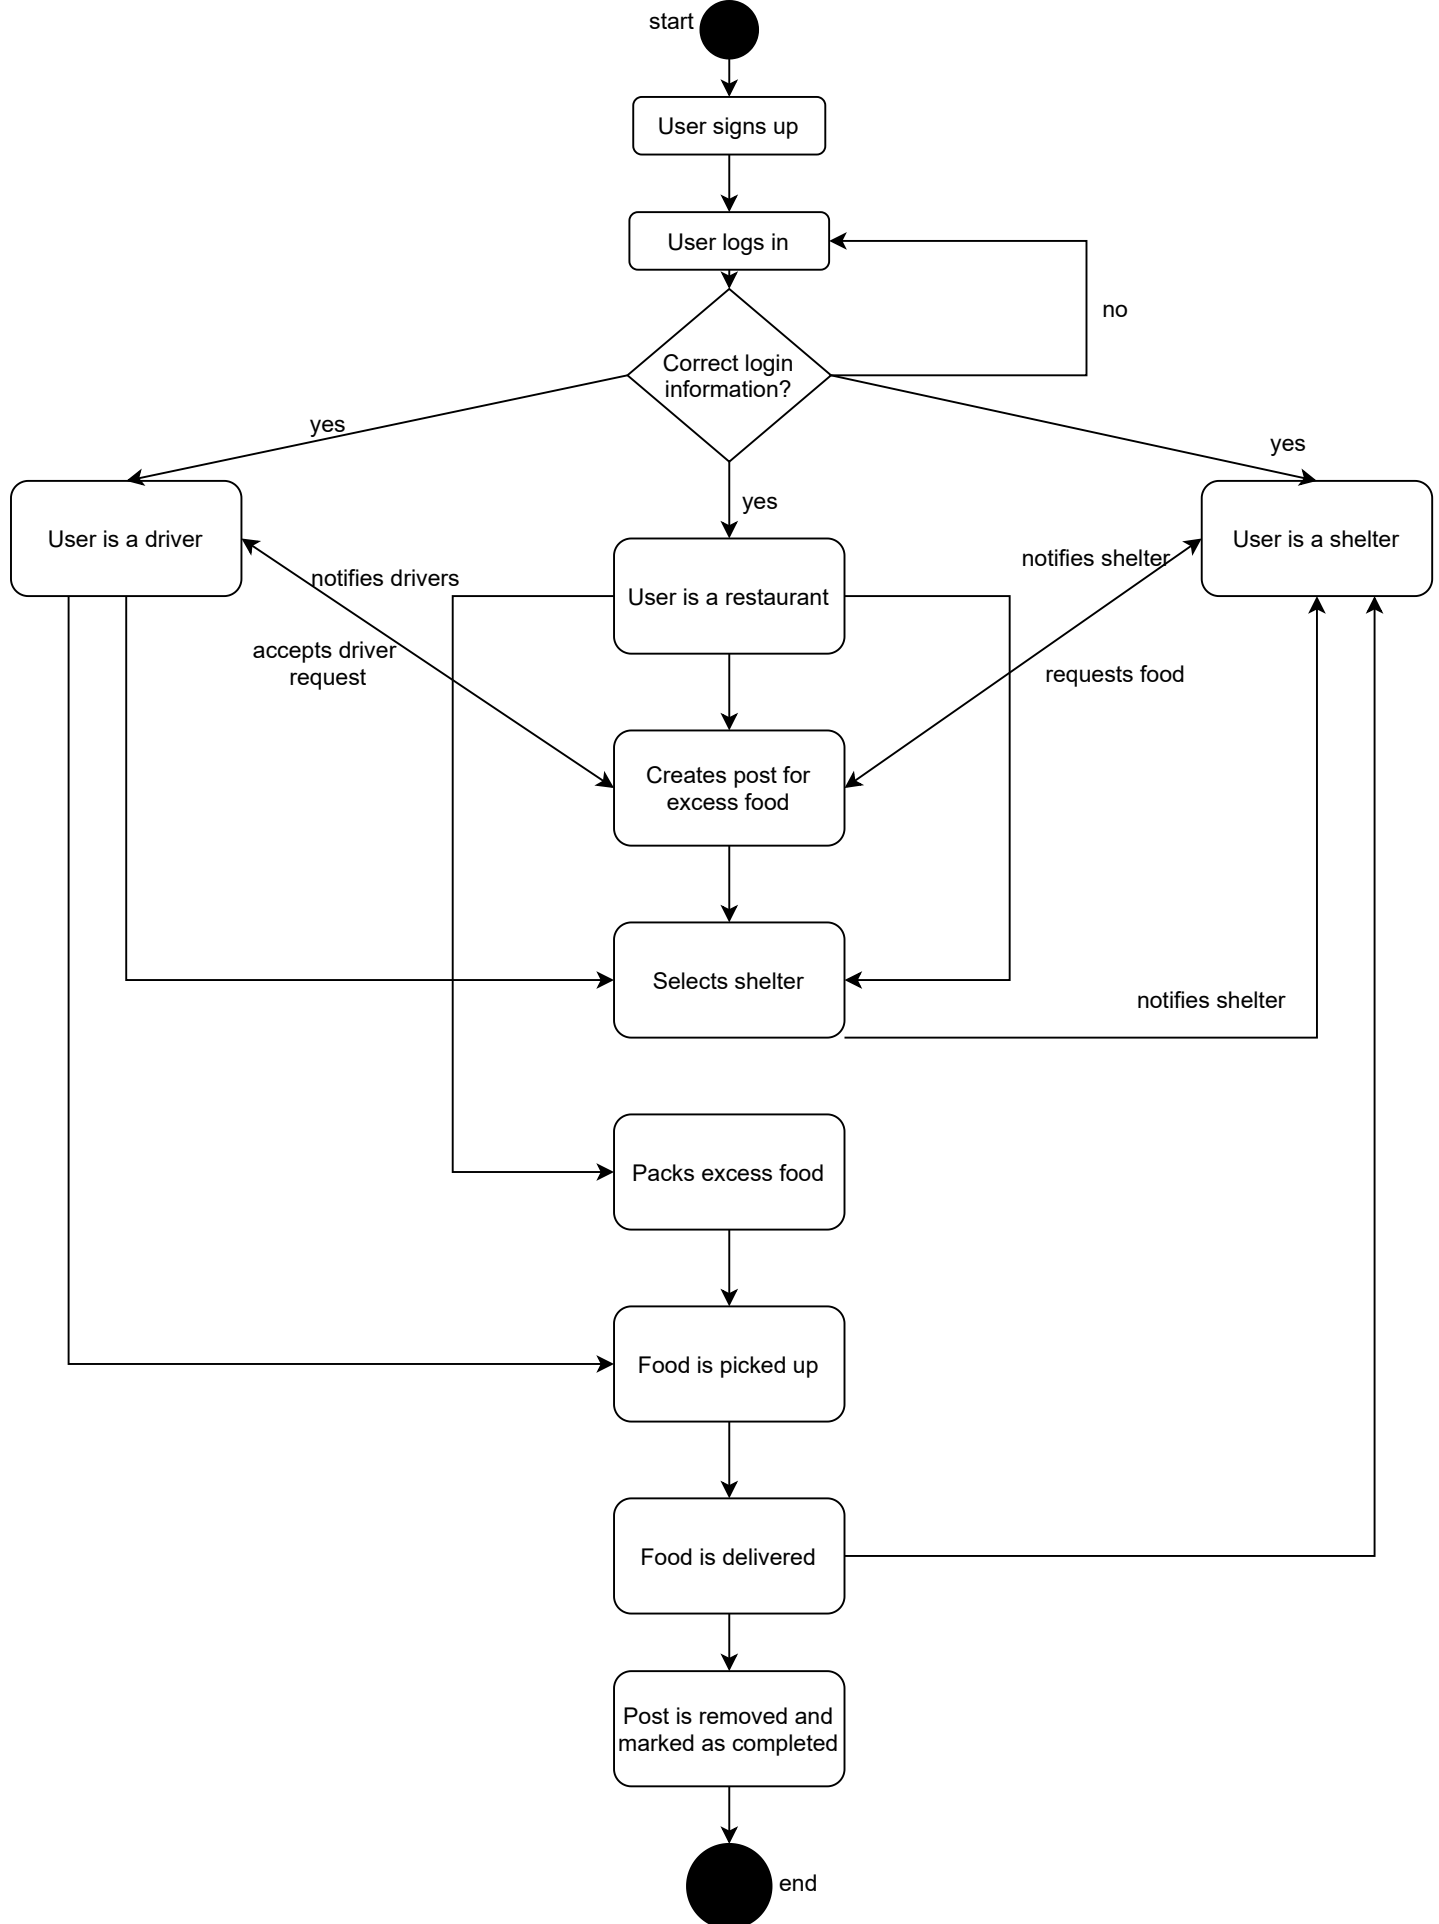 start
User signs up
User logs in
no
Correct login
information?
yes
yes
yes
User is a driver
User is a shelter
notifies drivers
notifies shelter
User is a restaurant
accepts driver
request
requests food
Creates post for
excess food
Selects shelter
notifies shelter
Packs excess food
Food is picked up
Food is delivered
Post is removed and
marked as completed
end